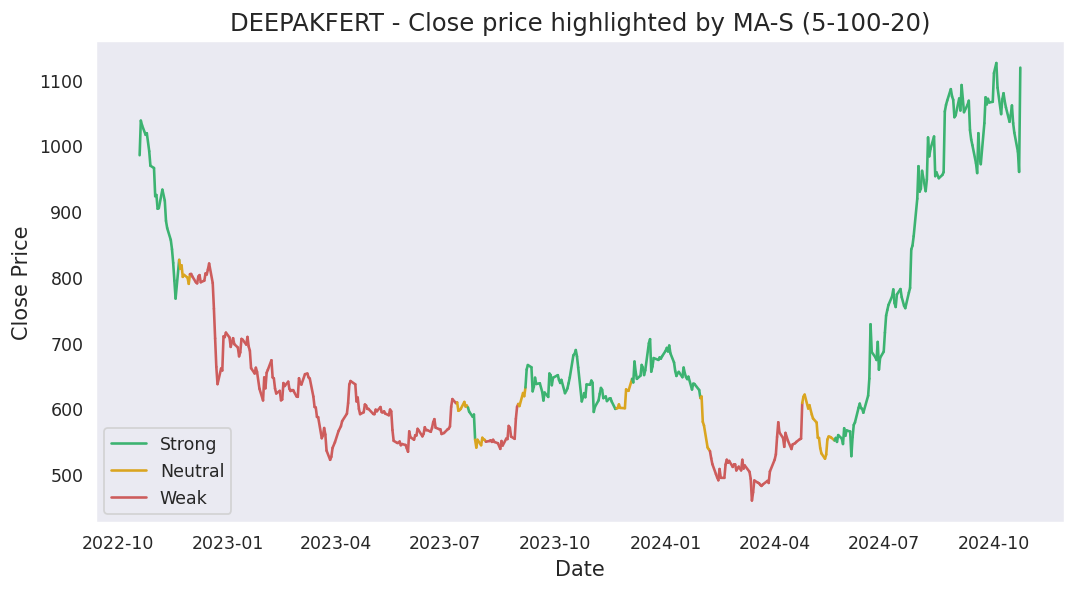 DEEPAKFERT - Close price highlighted by MA-S (5-100-20)
1100
1000
900
800
700
600
500
Close Price
Strong
Neutral
Weak
2022-10 2023-01 2023-04 2023-07 2023-10 2024-01 2024-04 2024-07 2024-10
Date